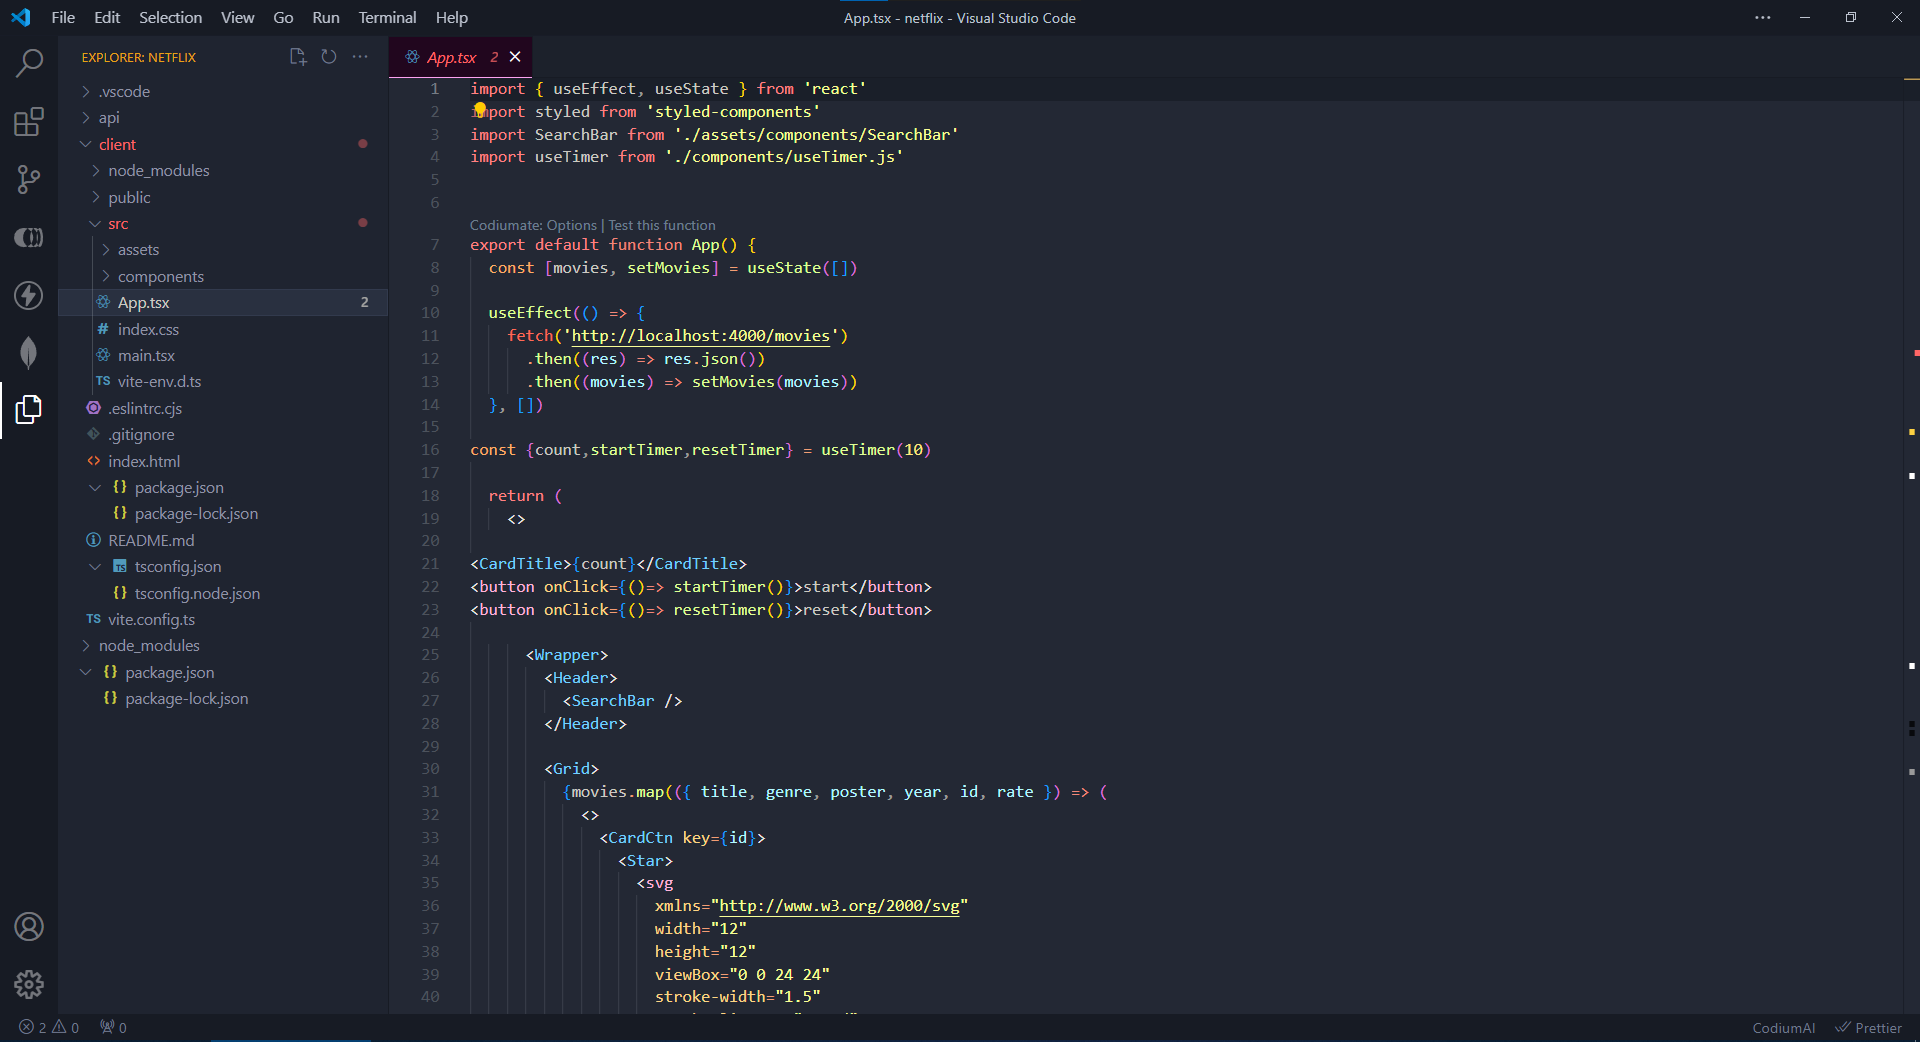 File Edit Selection View Go Run Terminal Help
App.tsx - netflix - Visual Studio Code
EXPLORER: NETFLIX
.vscode
api
client
node_modules
public
src
assets
components
App.tsx 2
# index.css
main.tsx
TS vite-env.d.ts
.eslintrc.cjs
.gitignore
<> index.html
{} package.json
{} package-lock.json
README.md
TS tsconfig.json
{} tsconfig.node.json
TS vite.config.ts
node_modules
{} package.json
{} package-lock.json
App.tsx 2
1 import { useEffect, useState } from 'react'
2 import styled from 'styled-components'
3 import SearchBar from './assets/components/SearchBar'
4 import useTimer from './components/useTimer.js'
5
6
Codiumate: Options | Test this function
7 export default function App() {
8 const [movies, setMovies] = useState([])
9
10 useEffect(() => {
11 fetch('http://localhost:4000/movies')
12 .then((res) => res.json())
13 .then((movies) => setMovies(movies))
14 }, [])
15
16 const {count,startTimer,resetTimer} = useTimer(10)
17
18 return (
19 <>
20
21 <CardTitle>{count}</CardTitle>
22 <button onClick={()=> startTimer()}>start</button>
23 <button onClick={()=> resetTimer()}>reset</button>
24
25 <Wrapper>
26 <Header>
27 <SearchBar />
28 </Header>
29
30 <Grid>
31 {movies.map(({ title, genre, poster, year, id, rate }) => (
32 <>
33 <CardCtn key={id}>
34 <Star>
35 <svg
36 xmlns="http://www.w3.org/2000/svg"
37 width="12"
38 height="12"
39 viewBox="0 0 24 24"
40 stroke-width="1.5"
2 0 0
CodiumAI Prettier